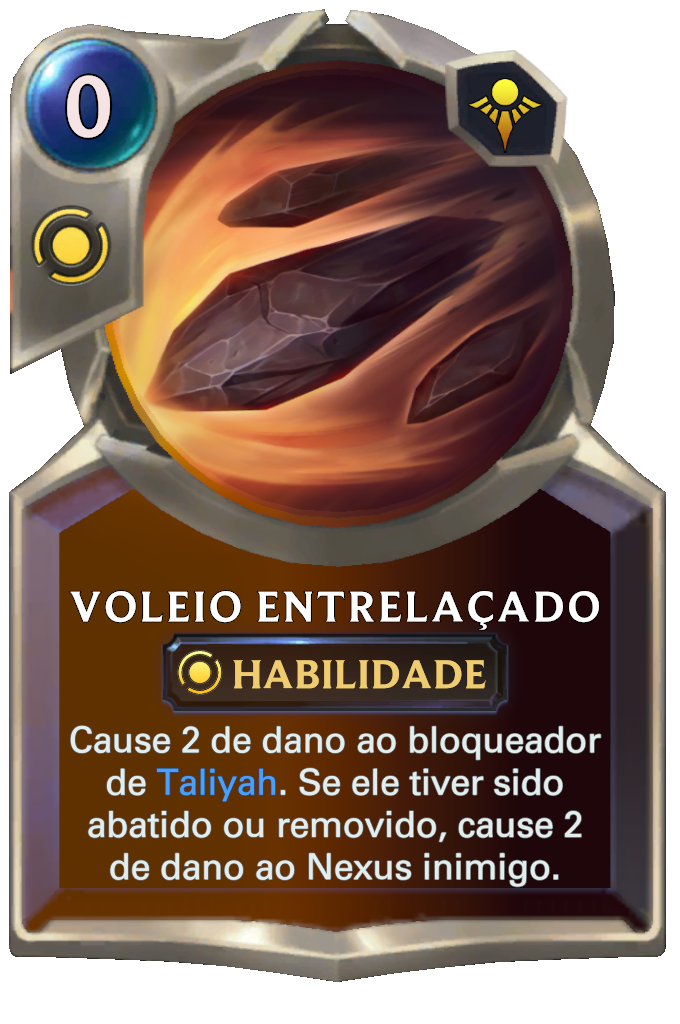 0
VOLEIO ENTRELAÇADO
HABILIDADE
Cause 2 de dano ao bloqueador
de Taliyah. Se ele tiver sido
abatido ou removido, cause 2
de dano ao Nexus inimigo.